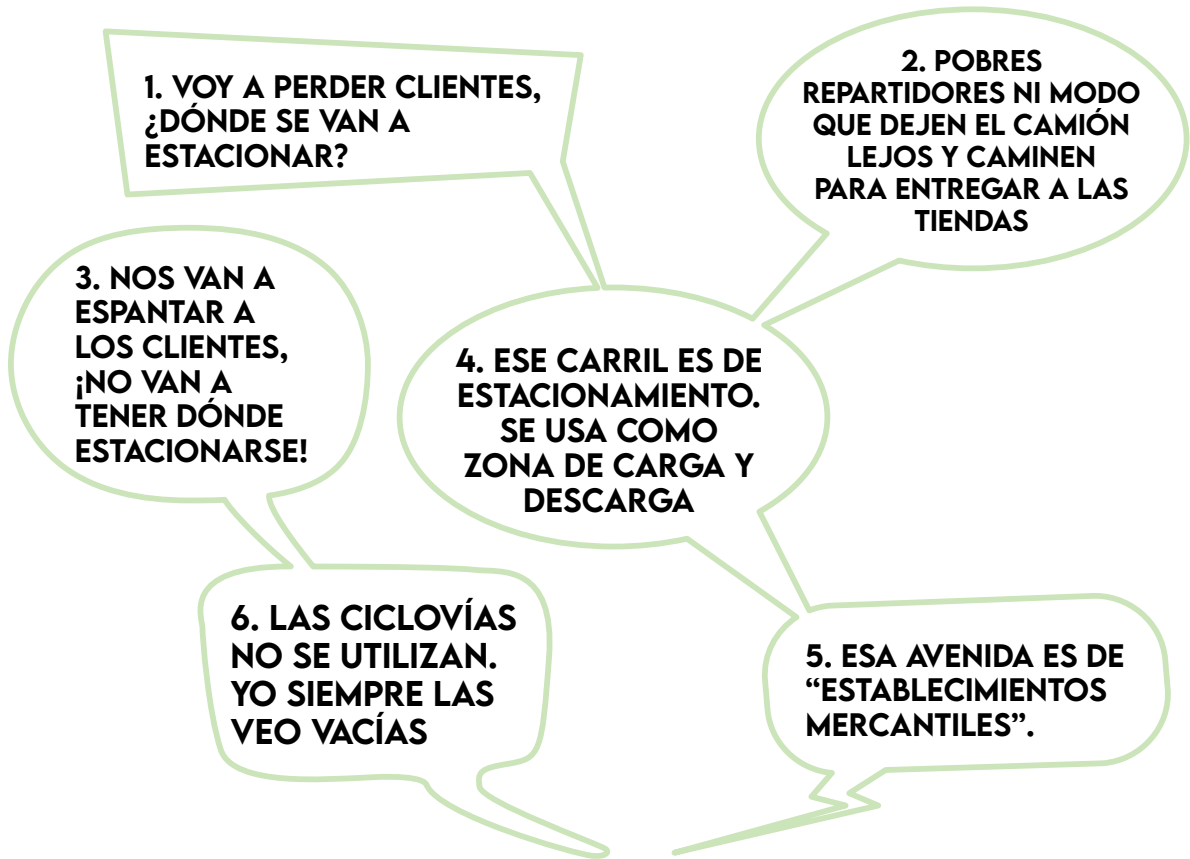 1. VOY A PERDER CLIENTES,
¿DÓNDE SE VAN A
ESTACIONAR?
2. POBRES
REPARTIDORES NI MODO
QUE DEJEN EL CAMIÓN
LEJOS Y CAMINEN
PARA ENTREGAR A LAS
TIENDAS
3. NOS VAN A
ESPANTAR A
LOS CLIENTES,
¡NO VAN A
TENER DÓNDE
ESTACIONARSE!
4. ESE CARRIL ES DE
ESTACIONAMIENTO.
SE USA COMO
ZONA DE CARGA Y
DESCARGA
5. ESA AVENIDA ES DE
“ESTABLECIMIENTOS
MERCANTILES”.
6. LAS CICLOVÍAS
NO SE UTILIZAN.
YO SIEMPRE LAS
VEO VACÍAS